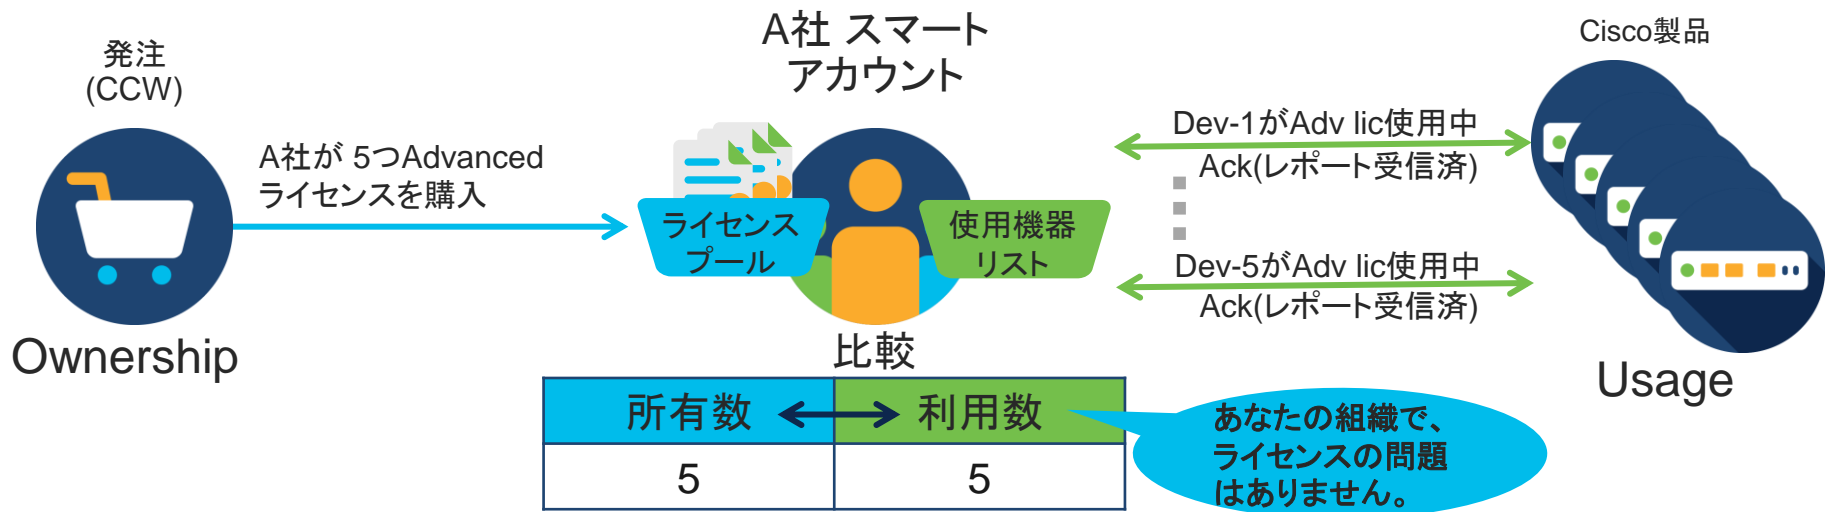 発注
(CCW)
A社が 5つAdvanced
ライセンスを購入
Ownership
A社 スマート
アカウント
ライセンス
プール
使用機器
リスト
比較
所有数
利用数
5
5
あなたの組織で、
ライセンスの問題
はありません。
Dev-1がAdv lic使用中
Ack(レポート受信済)
Dev-5がAdv lic使用中
Ack(レポート受信済)
Cisco製品
Usage